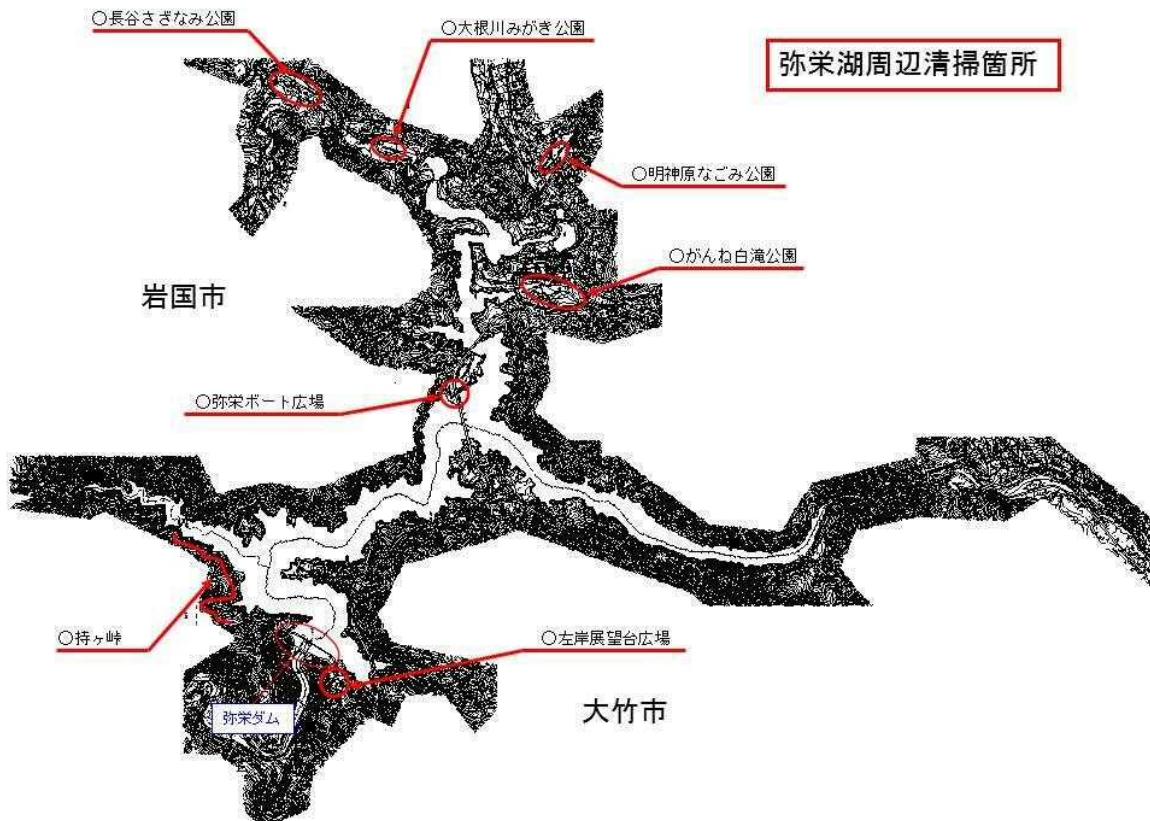 ○長谷さぎなみ公園
○大根川みがき公園
弥栄湖周辺清掃箇所
○明神原なごみ公園
○がんね白滝公園
岩国市
○弥栄ボート広場
○持ヶ峠
○左岸展望台広場
弥栄ダム
大竹市